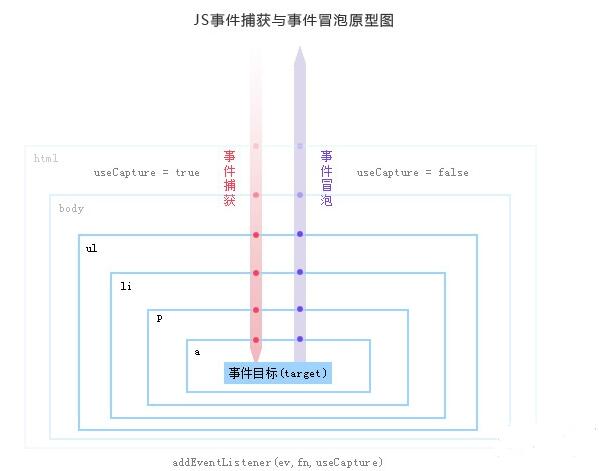 JS事件捕获与事件冒泡原型图
html
useCapture = true
事件捕获
事件冒泡
useCapture = false
body
ul
li
p
a
事件目标(target)
addEventListener(ev, fn, useCapture)